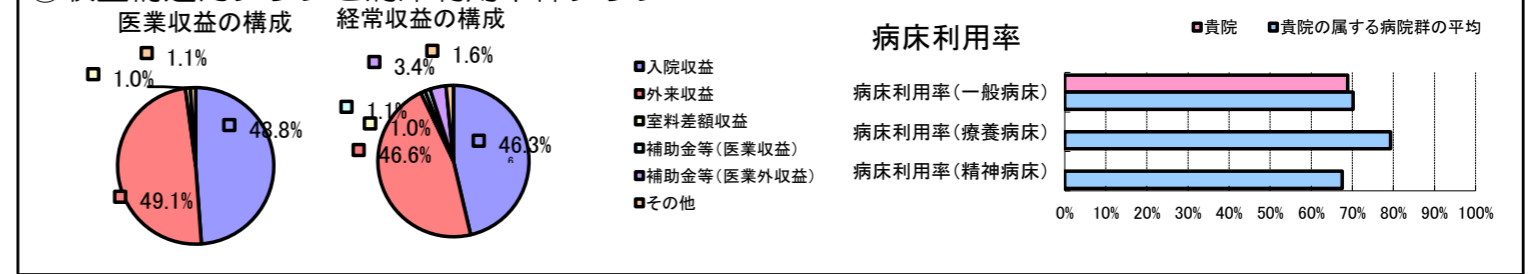 医業収益の構成
1.1%
1.0%
48.8%
49.1%
経常収益の構成
1.6%
3.4%
1.1%
1.0%
46.6%
46.3%
入院収益
外来収益
室料差額収益
補助金等(医業収益)
補助金等(医業外収益)
その他
病床利用率
貴院 貴院の属する病院群の平均
病床利用率(一般病床)
病床利用率(療養病床)
病床利用率(精神病床)
0% 10% 20% 30% 40% 50% 60% 70% 80% 90% 100%